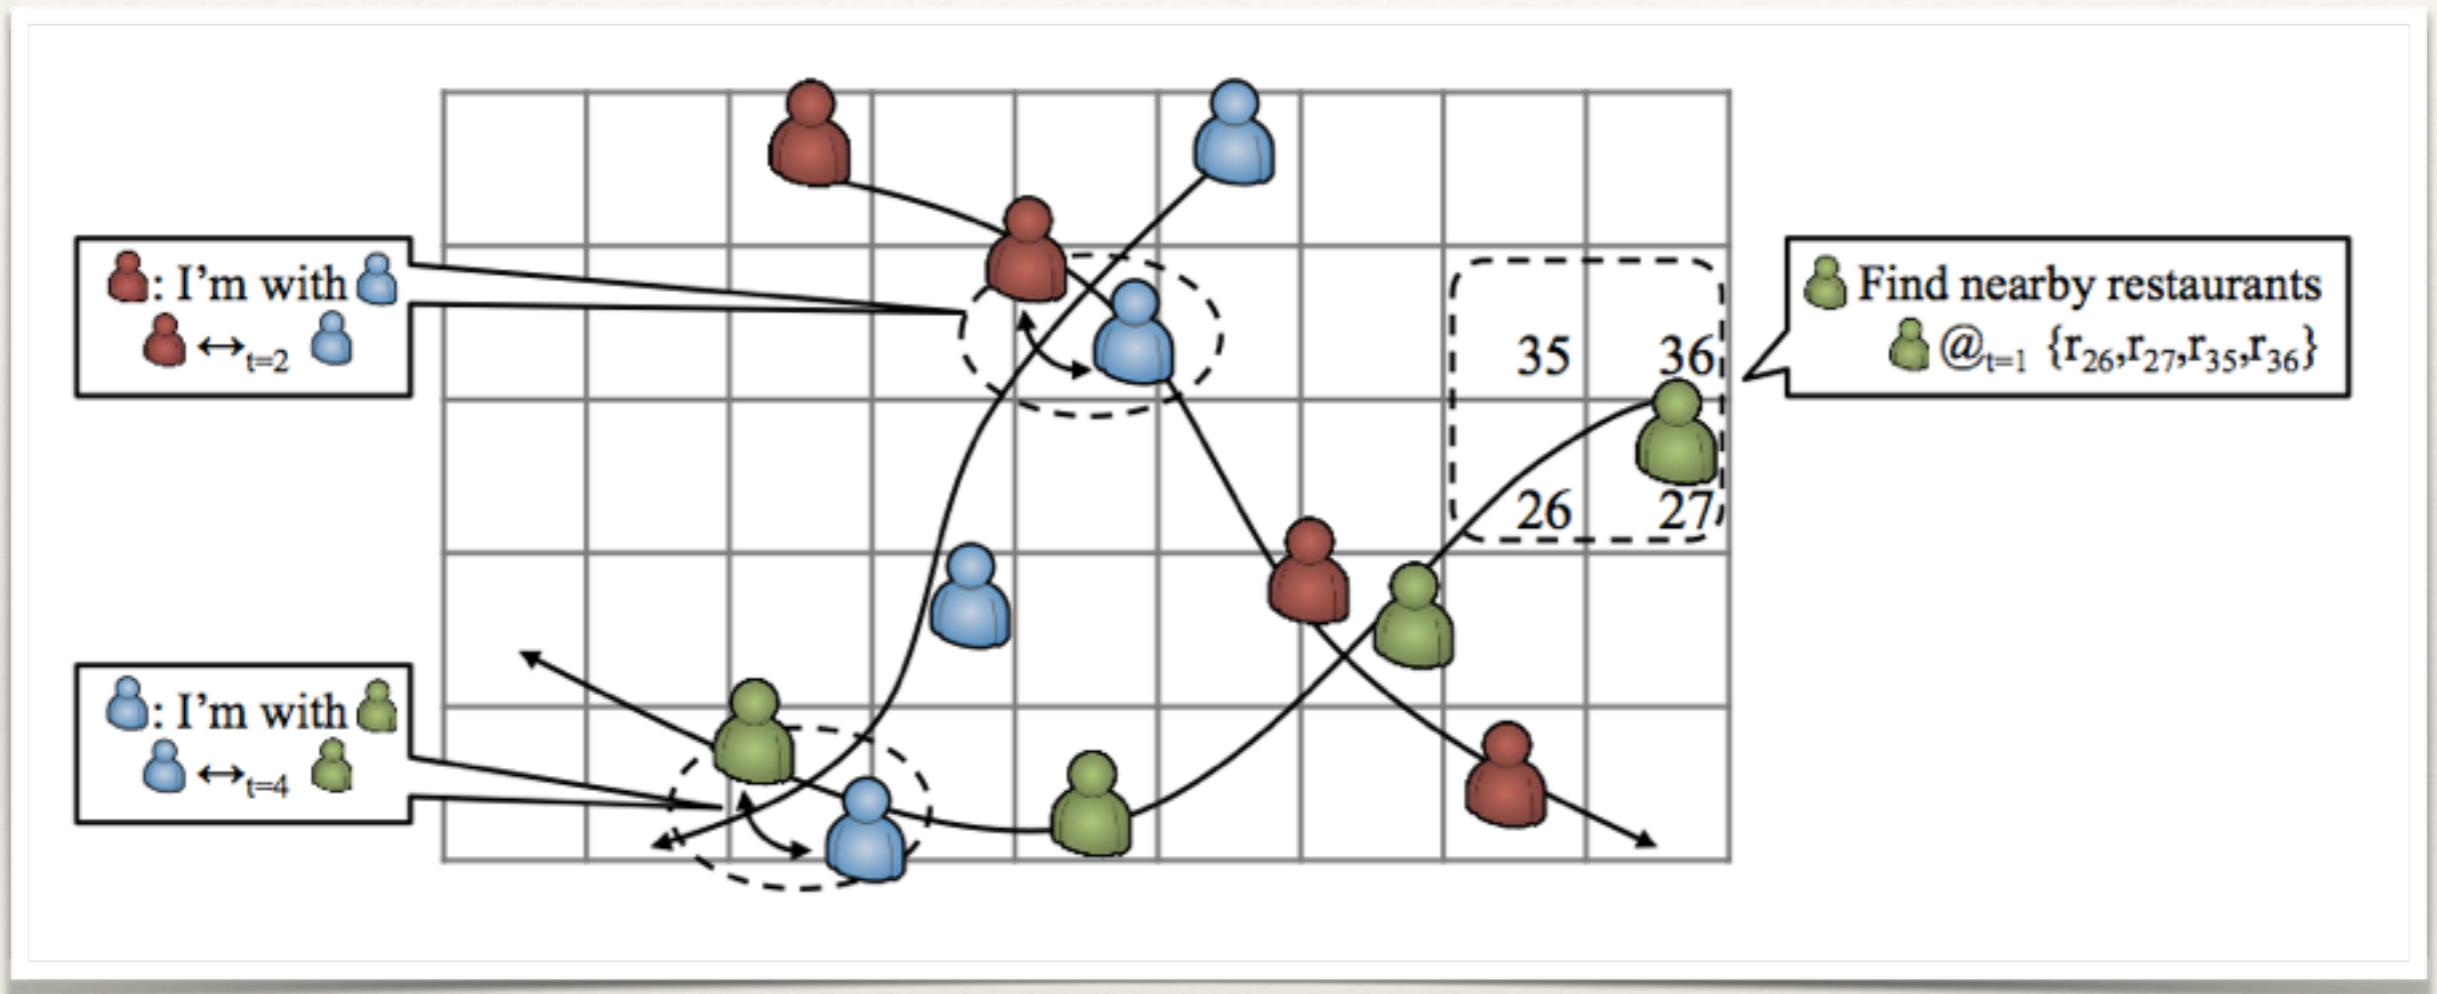 : I'm with
↔t=2
35 36
26 27
Find nearby restaurants
@t=1 {r26,r27,r35,r36}
: I'm with
↔t=4